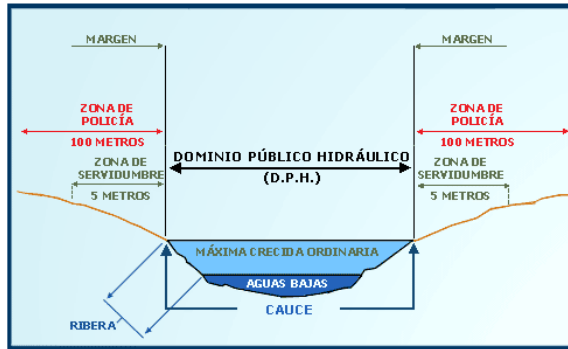 MARGEN
MARGEN
ZONA DE
POLICÍA
100 METROS
ZONA DE
POLICÍA
100 METROS
DOMINIO PÚBLICO HIDRÁULICO
(D.P.H.)
ZONA DE
SERVIDUMBRE
5 METROS
ZONA DE
SERVIDUMBRE
5 METROS
MÁXIMA CRECIDA ORDINARIA
AGUAS BAJAS
CAUCE
RIBERA